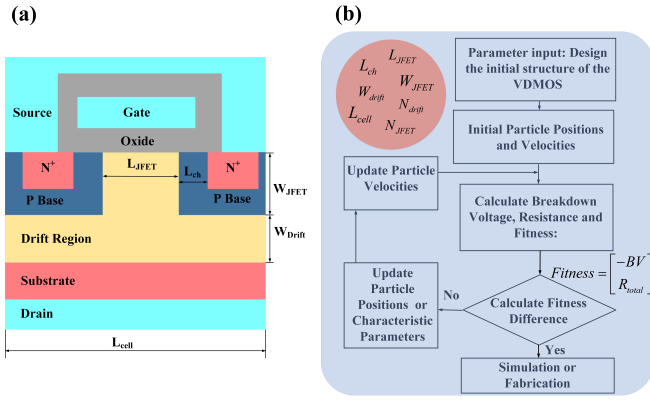 (a)
Source
Gate
Oxide
N+
N+
LJFET
Lch
P Base
P Base
WJFET
Drift Region
WDrift
Substrate
Drain
Lcell
(b)
Lch
LJFET
WJFET
Wdrift
Ndrift
Lcell
NJFET
Parameter input: Design
the initial structure of the
VDMOS
Initial Particle Positions
and Velocities
Update Particle
Velocities
Calculate Breakdown
Voltage, Resistance and
Fitness:
Fitness = [−BV
Rtotal]
Update
Particle
Positions or
Characteristic
Parameters
No
Calculate Fitness
Difference
Yes
Simulation or
Fabrication